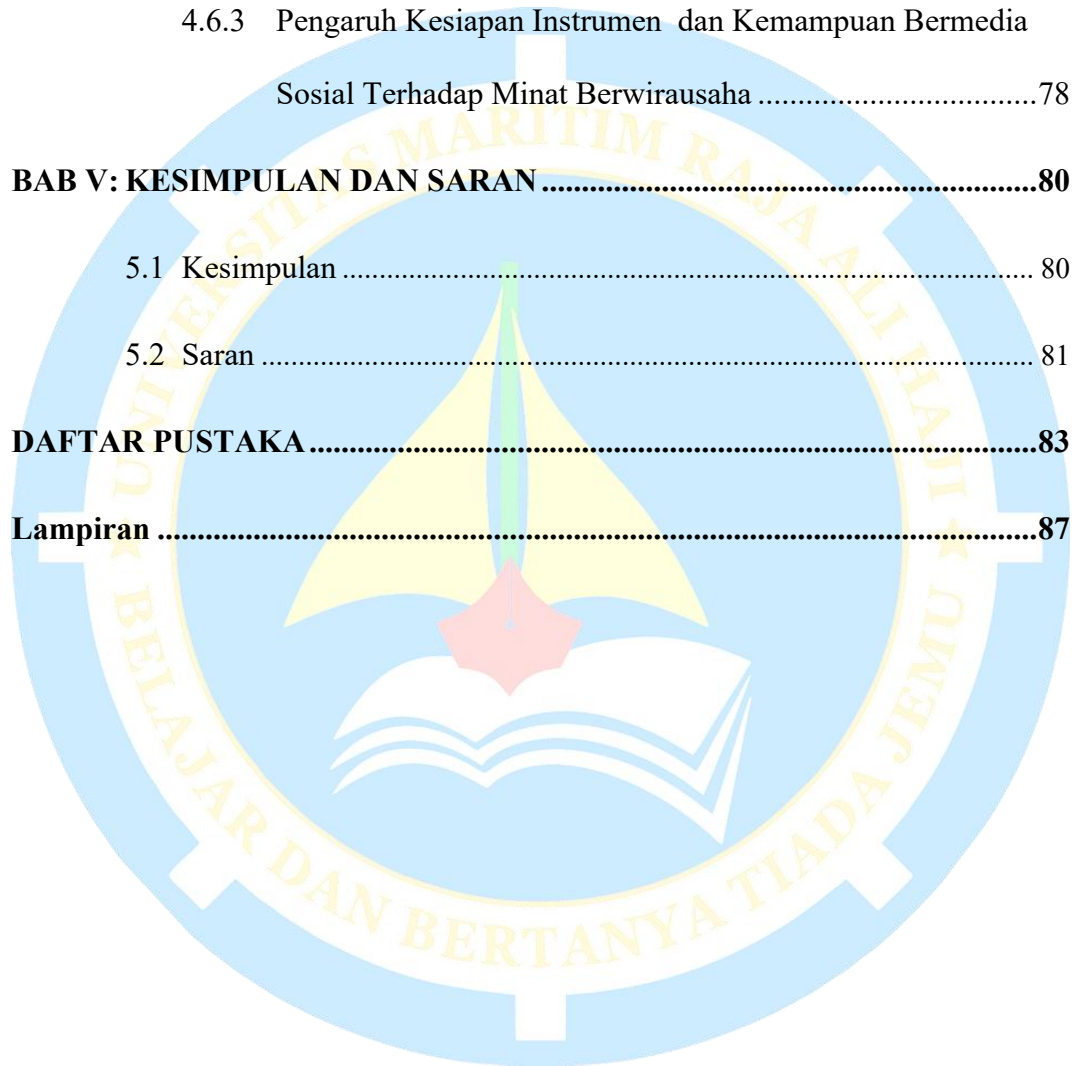 4.6.3 Pengaruh Kesiapan Instrumen dan Kemampuan Bermedia
Sosial Terhadap Minat Berwirausaha ..................................78
BAB V: KESIMPULAN DAN SARAN ..................................................80
5.1 Kesimpulan ........................................................................ 80
5.2 Saran ................................................................................ 81
DAFTAR PUSTAKA ..........................................................................83
Lampiran ..........................................................................................87
UNIVERSITAS MARITIM RAJA ALI HAJI
BELAJAR DAN BERTANYA TIADA JEMU